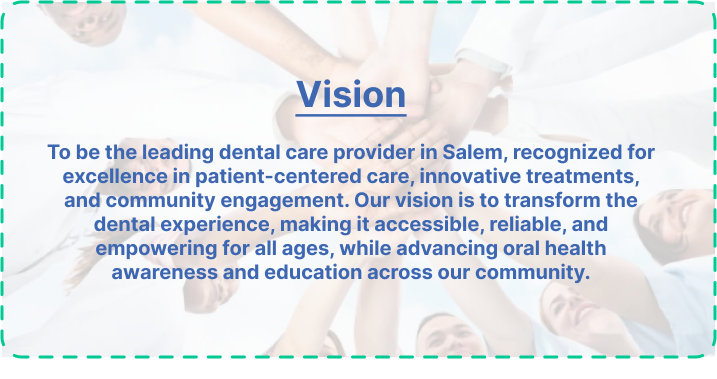 Vision
To be the leading dental care provider in Salem, recognized for
excellence in patient-centered care, innovative treatments,
and community engagement. Our vision is to transform the
dental experience, making it accessible, reliable, and
empowering for all ages, while advancing oral health
awareness and education across our community.